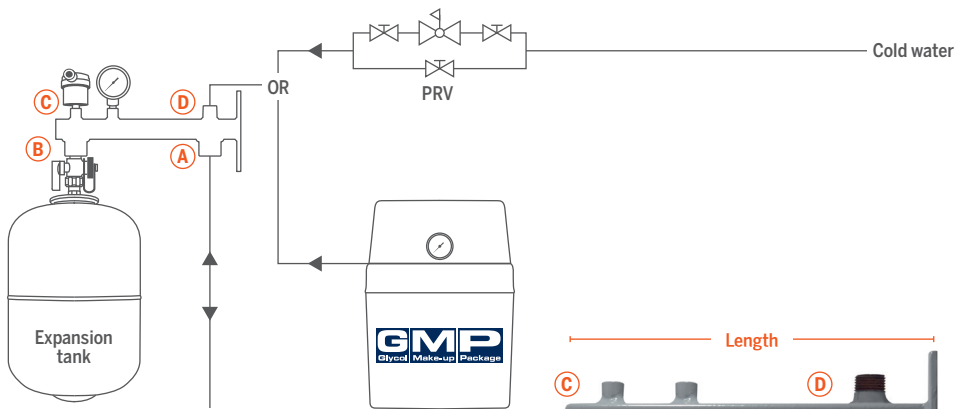 Cold water
PRV
OR
C
D
B
A
Expansion
tank
GMP
Glycol Make-up Package
Length
C
D